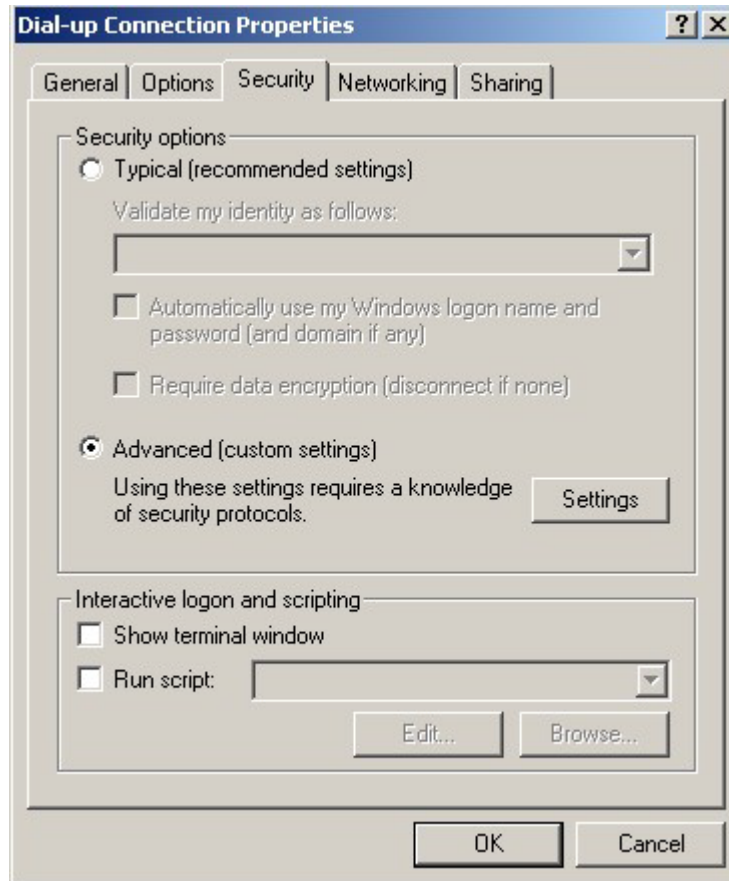 Dial-up Connection Properties
General Options Security Networking Sharing
Security options
Typical (recommended settings)
Validate my identity as follows:
Automatically use my Windows logon name and
password (and domain if any)
Require data encryption (disconnect if none)
Advanced (custom settings)
Using these settings requires a knowledge
of security protocols.
Settings
Interactive logon and scripting
Show terminal window
Run script:
Edit... Browse...
OK Cancel